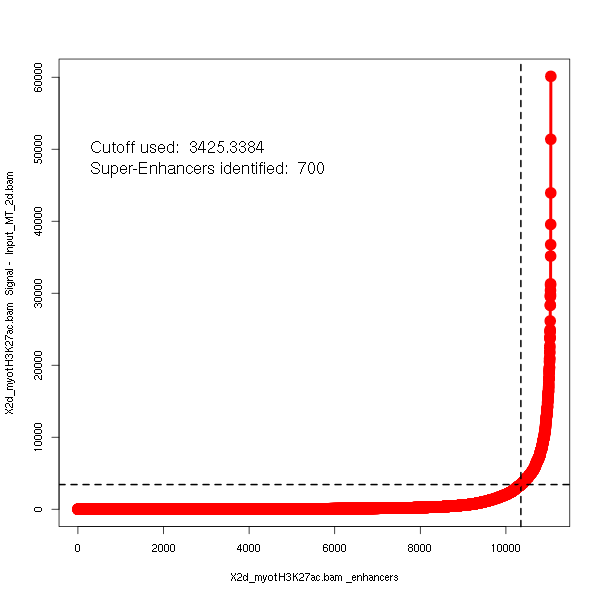 Cutoff used:  3425.3384
Super-Enhancers identified:  700
X2d_myotH3K27ac.bam  Signal -  Input_MT_2d.bam
60000
50000
40000
30000
20000
10000
0
0 2000 4000 6000 8000 10000
X2d_myotH3K27ac.bam _enhancers